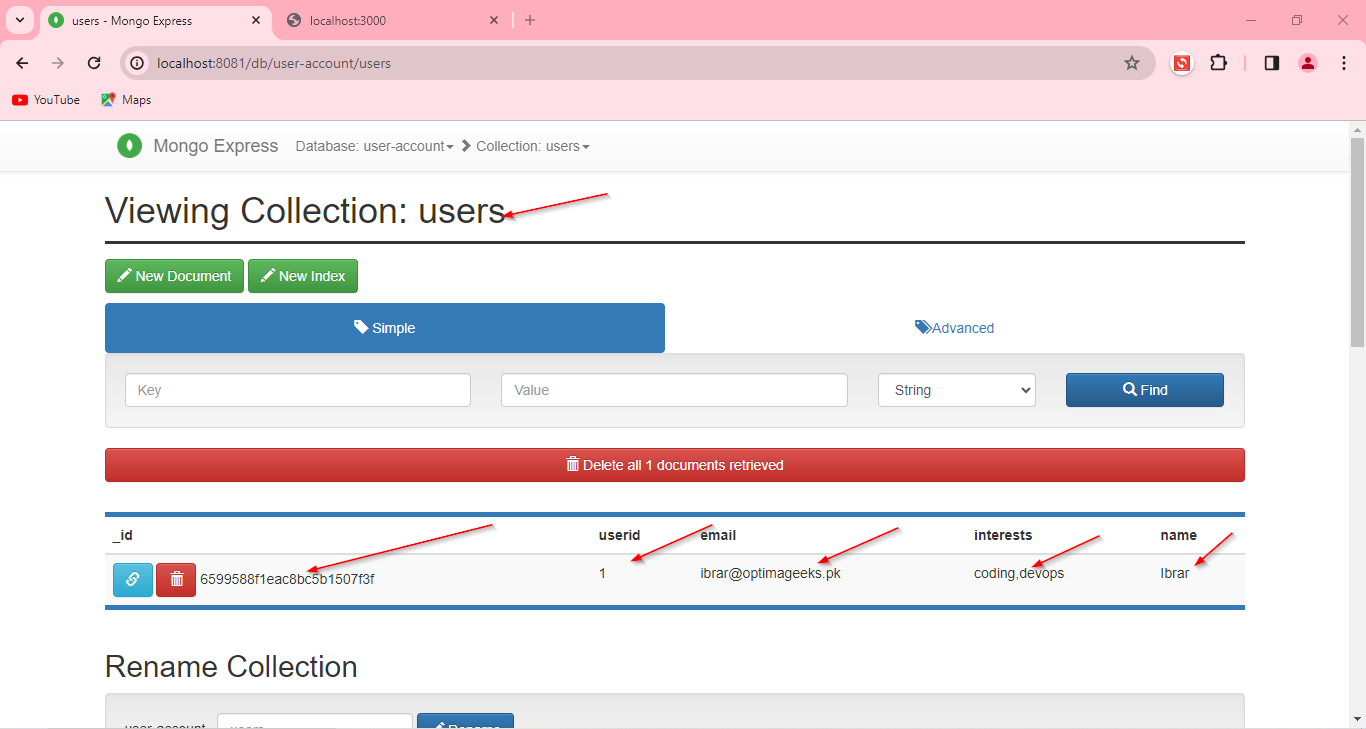 users - Mongo Express
localhost:3000
localhost:8081/db/user-account/users
YouTube
Maps
Mongo Express Database: user-account Collection: users
Viewing Collection: users
New Document
New Index
Simple
Advanced
Key
Value
String
Find
Delete all 1 documents retrieved
_id userid email interests name
6599588f1eac8bc5b1507f3f 1 ibrar@optimageeks.pk coding,devops Ibrar
Rename Collection
user-account
users
Rename